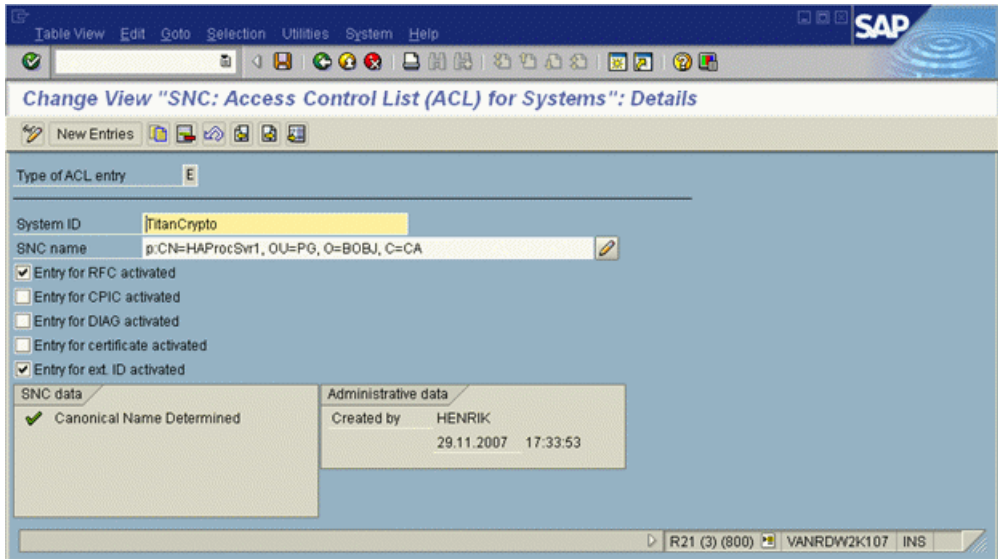 Table View Edit Goto Selection Utilities System Help
SAP
Change View "SNC: Access Control List (ACL) for Systems": Details
New Entries
Type of ACL entry E
System ID TitanCrypto
SNC name p:CN=HAProcSvr1, OU=PG, O=BOBJ, C=CA
Entry for RFC activated
Entry for CPIC activated
Entry for DIAG activated
Entry for certificate activated
Entry for ext. ID activated
SNC data Administrative data
Canonical Name Determined Created by HENRIK
29.11.2007 17:33:53
R21 (3) (800) VANRDW2K107 INS